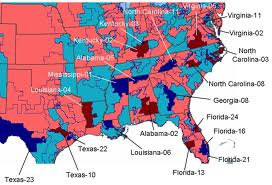 Virginia-05
North Carolina-11
Virginia-11
Kentucky-03
Virginia-02
Kentucky-02
North Carolina-03
Alabama-05
Mississippi-01
North Carolina-08
Louisiana-04
Georgia-08
Florida-24
Alabama-02
Florida-16
Texas-22
Louisiana-06
Florida-21
Texas-10
Texas-23
Florida-13